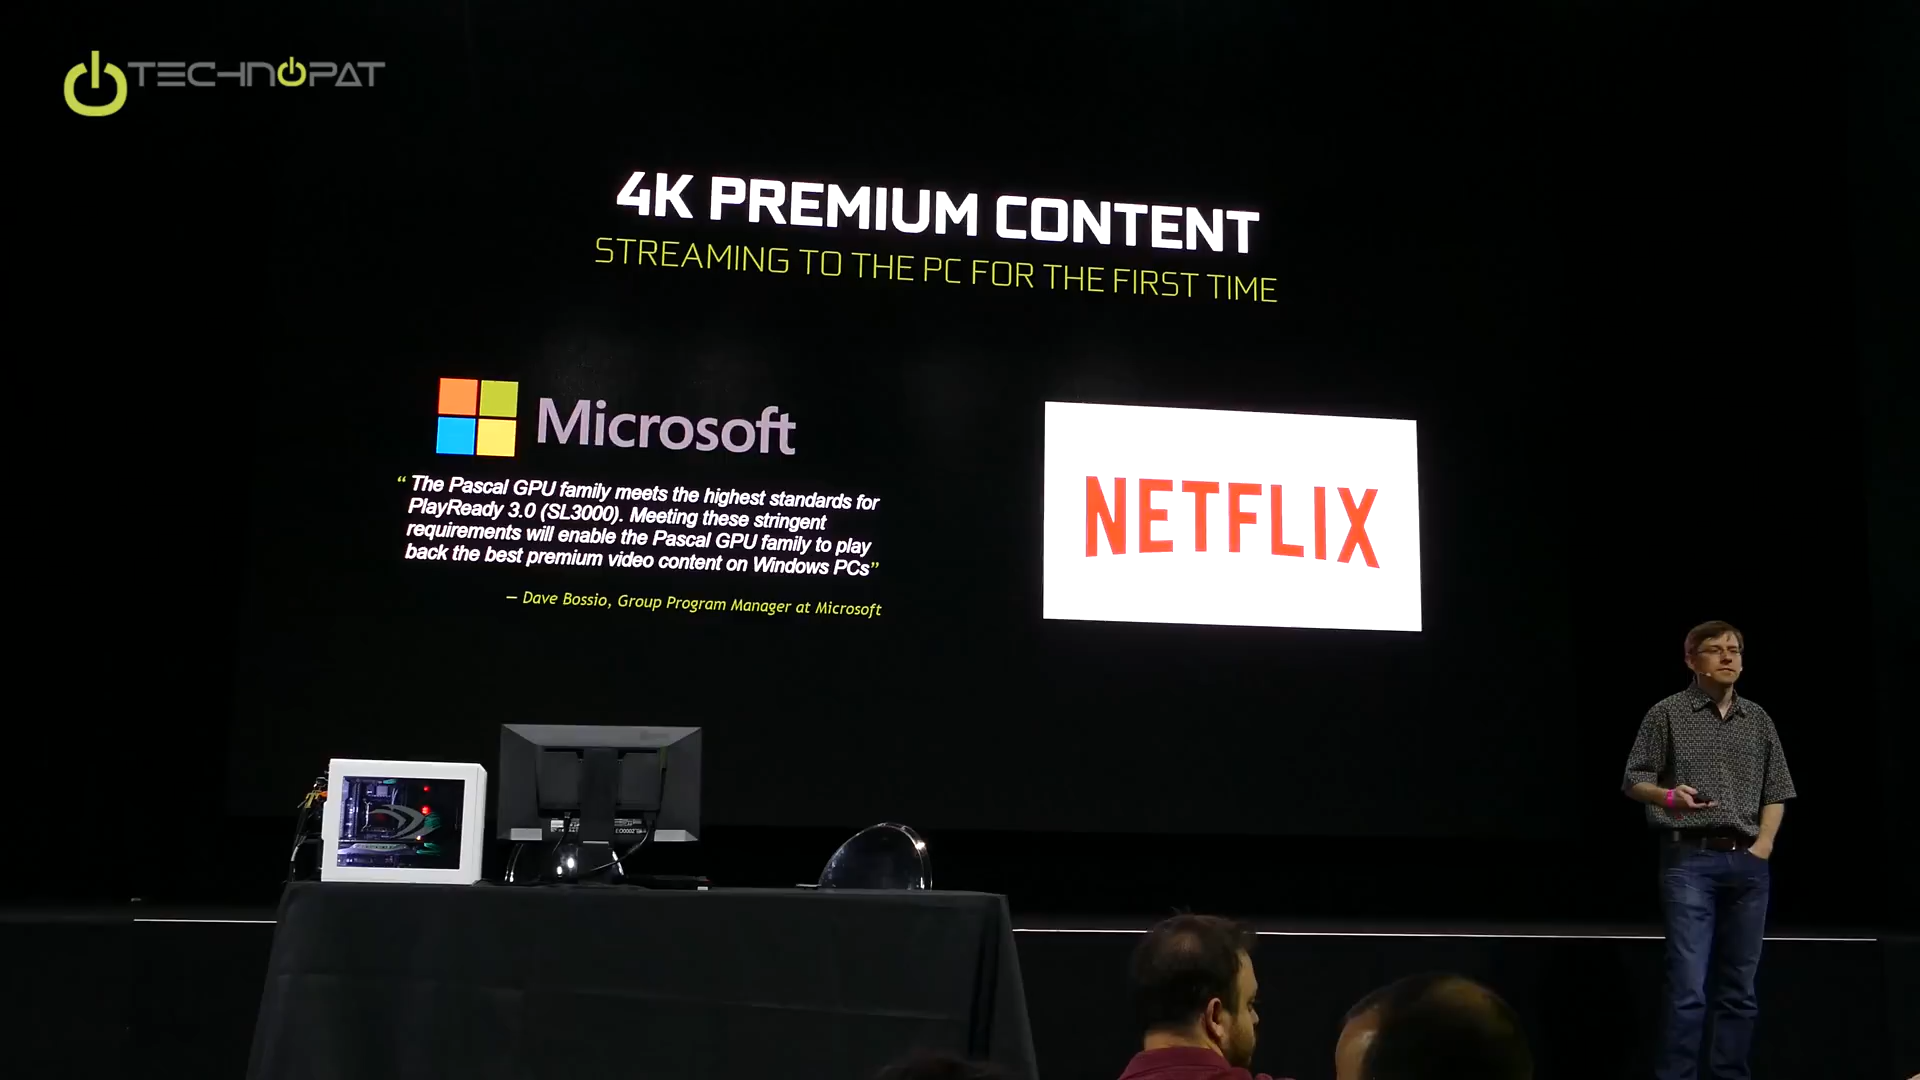 TECHNOPAT
4K PREMIUM CONTENT
STREAMING TO THE PC FOR THE FIRST TIME
Microsoft
“ The Pascal GPU family meets the highest standards for
PlayReady 3.0 (SL3000). Meeting these stringent
requirements will enable the Pascal GPU family to play
back the best premium video content on Windows PCs”
— Dave Bossio, Group Program Manager at Microsoft
NETFLIX